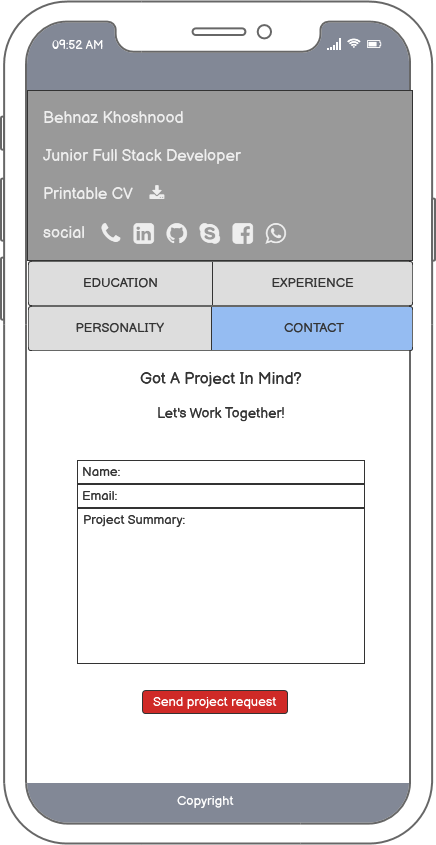 09:52 AM
Behnaz Khoshnood
Junior Full Stack Developer
Printable CV
social
EDUCATION
EXPERIENCE
PERSONALITY
CONTACT
Got A Project In Mind?
Let's Work Together!
Name:
Email:
Project Summary:
Send project request
Copyright